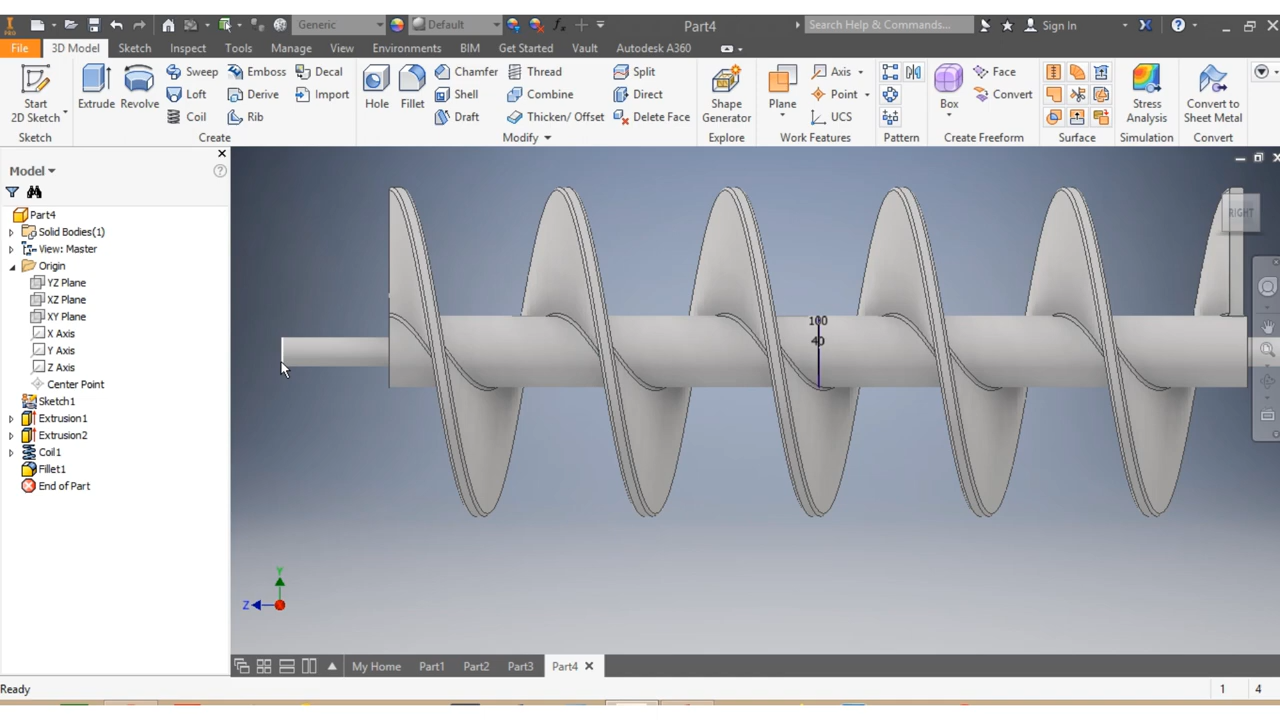 PRO Generic Default Part4 Search Help & Commands... Sign In
File 3D Model Sketch Inspect Tools Manage View Environments BIM Get Started Vault Autodesk A360
Sweep Emboss Decal Chamfer Thread Split Axis Face
Start 2D Sketch Extrude Revolve Loft Derive Import Hole Fillet Shell Combine Direct Shape Generator Plane Point Box Convert Stress Analysis Convert to Sheet Metal
Coil Rib Draft Thicken/ Offset Delete Face UCS
Sketch Create Modify Explore Work Features Pattern Create Freeform Surface Simulation Convert
Model
Part4
Solid Bodies(1)
View: Master
Origin
YZ Plane
XZ Plane
XY Plane
X Axis
Y Axis
Z Axis
Center Point
Sketch1
Extrusion1
Extrusion2
Coil1
Fillet1
End of Part
RIGHT
100
40
Y
Z
My Home Part1 Part2 Part3 Part4
Ready 1 4